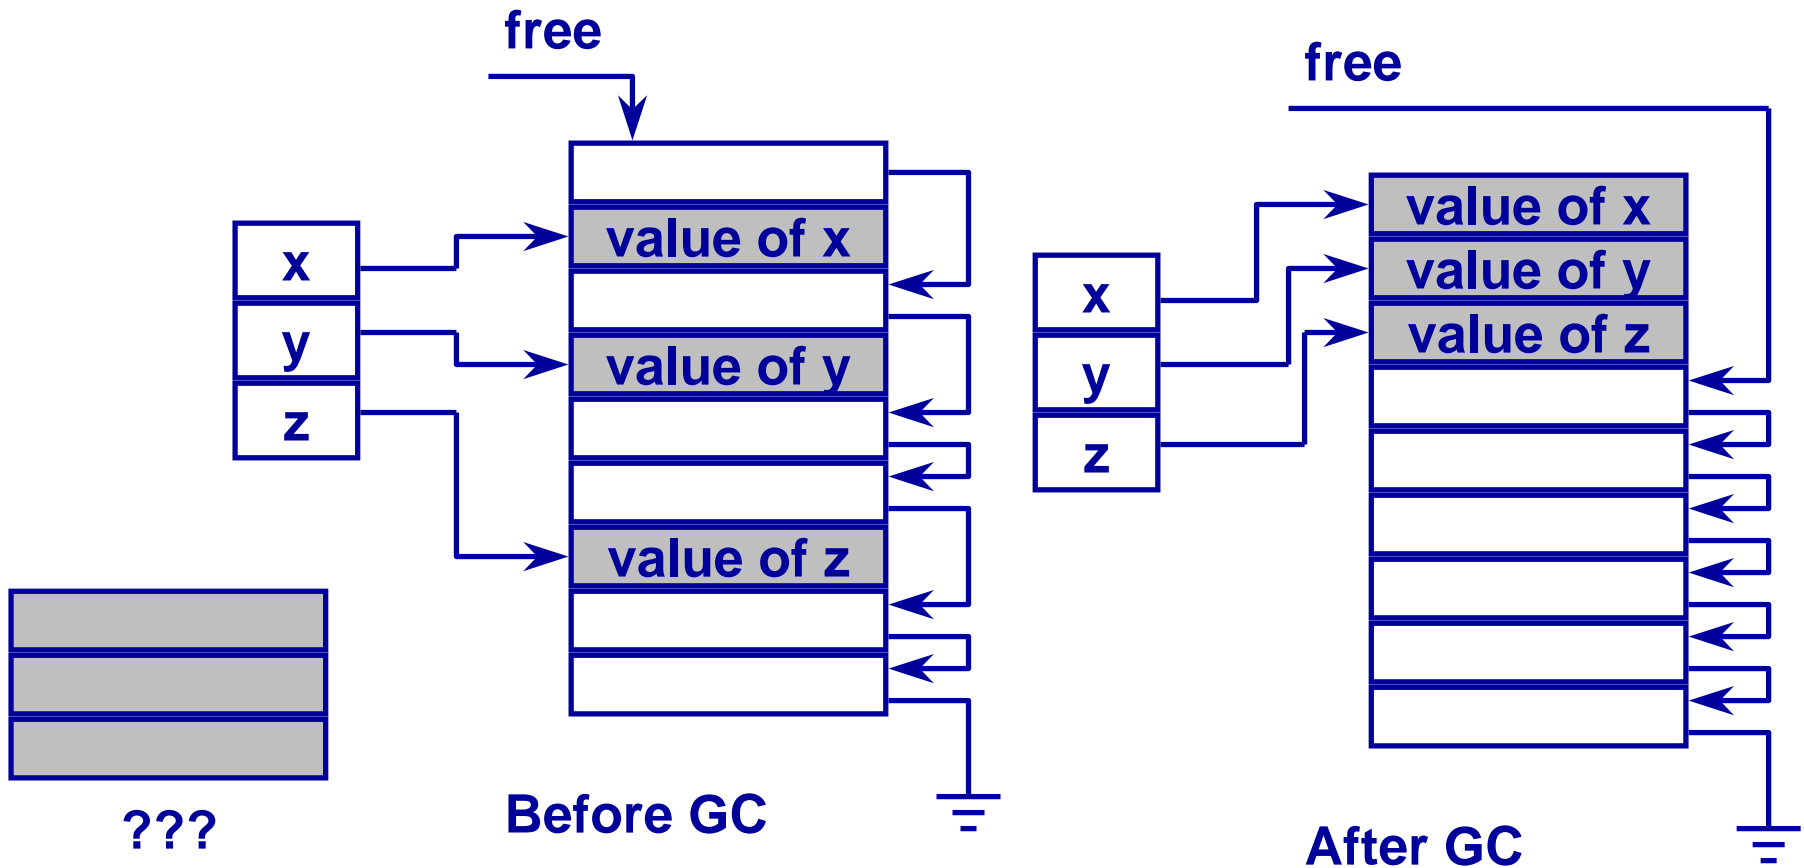 free
x
y
z
value of x
value of y
value of z
???
Before GC
free
x
y
z
value of x
value of y
value of z
After GC